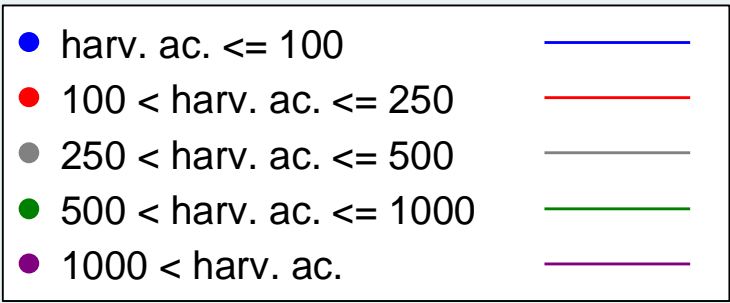 harv. ac. <= 100
100 < harv. ac. <= 250
250 < harv. ac. <= 500
500 < harv. ac. <= 1000
1000 < harv. ac.